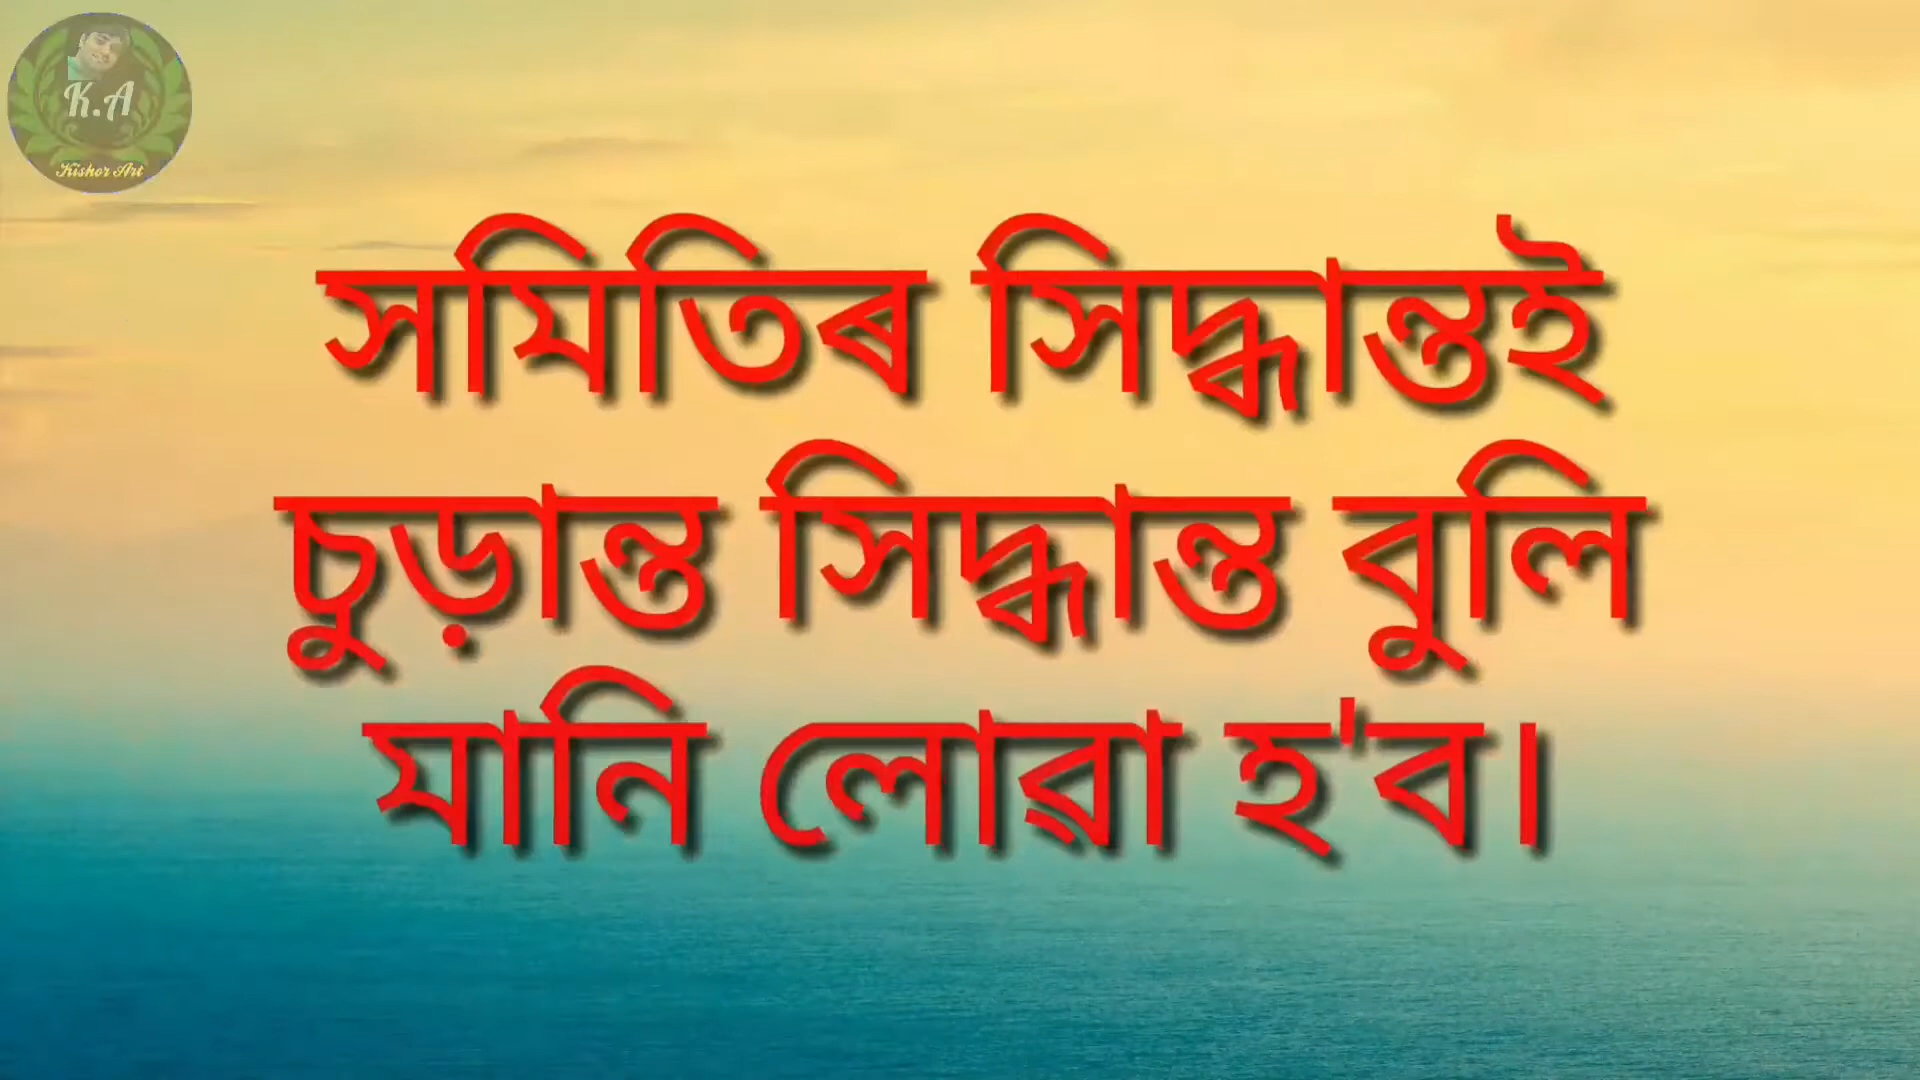 K.A
Kishor Art
সমিতিৰ সিদ্ধান্তই
চুড়ান্ত সিদ্ধান্ত বুলি
মানি লোৱা হ'ব।